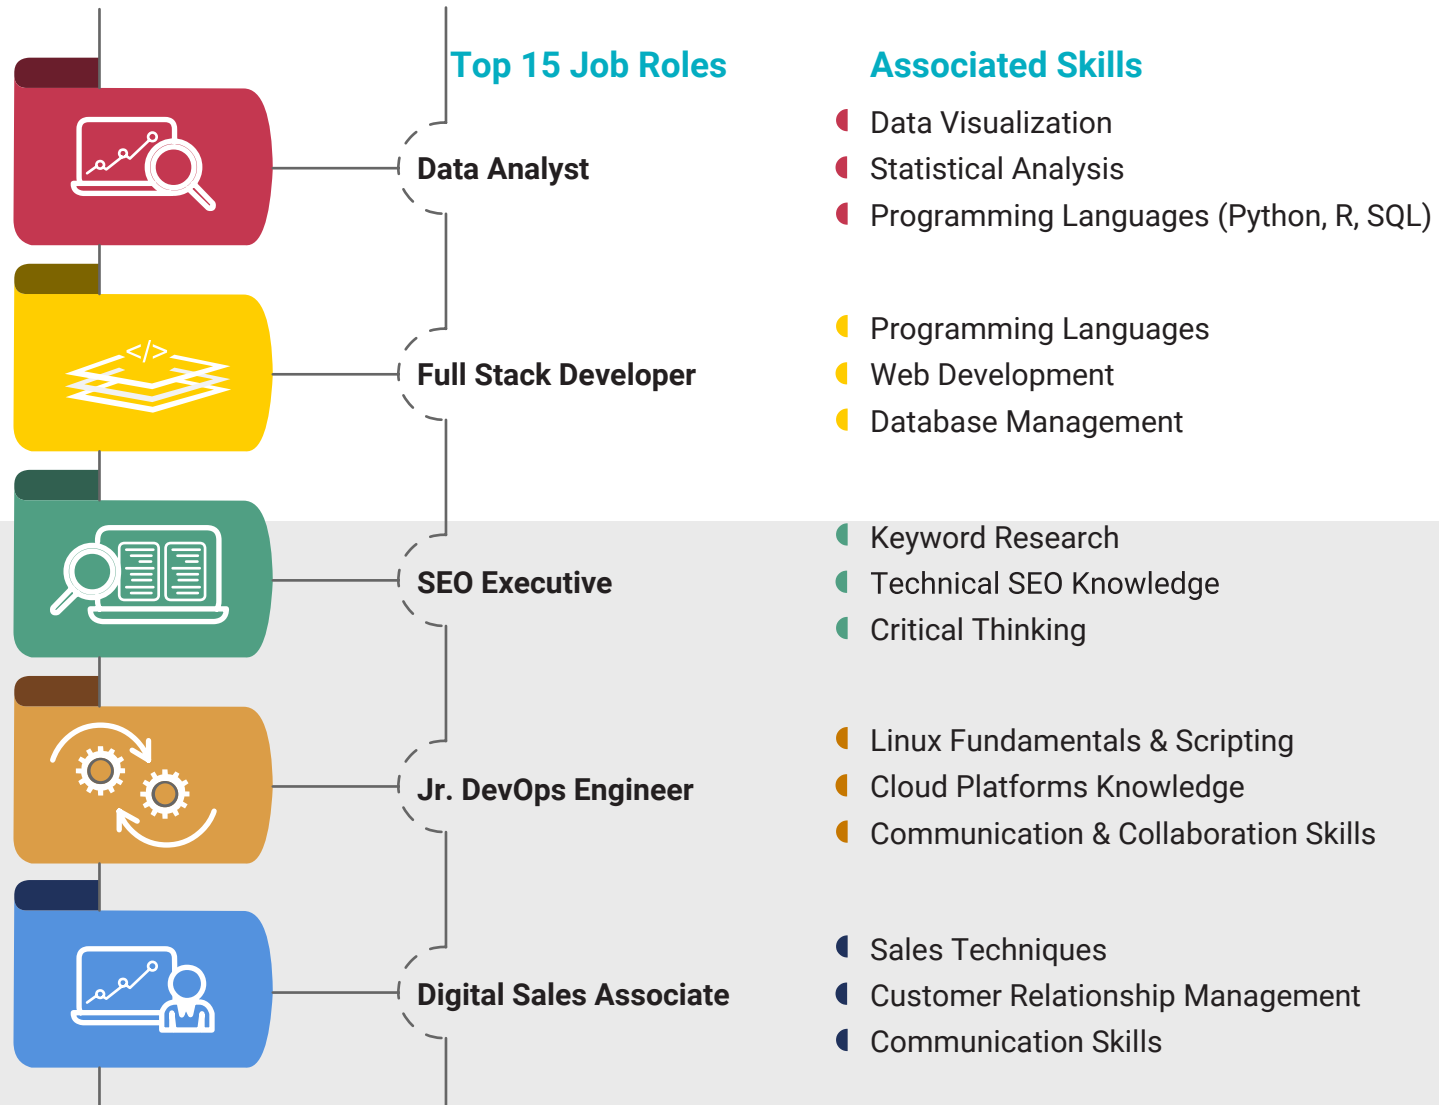 Top 15 Job Roles
Associated Skills
Data Analyst
Data Visualization
Statistical Analysis
Programming Languages (Python, R, SQL)
</>
Full Stack Developer
Programming Languages
Web Development
Database Management
SEO Executive
Keyword Research
Technical SEO Knowledge
Critical Thinking
Jr. DevOps Engineer
Linux Fundamentals & Scripting
Cloud Platforms Knowledge
Communication & Collaboration Skills
Digital Sales Associate
Sales Techniques
Customer Relationship Management
Communication Skills